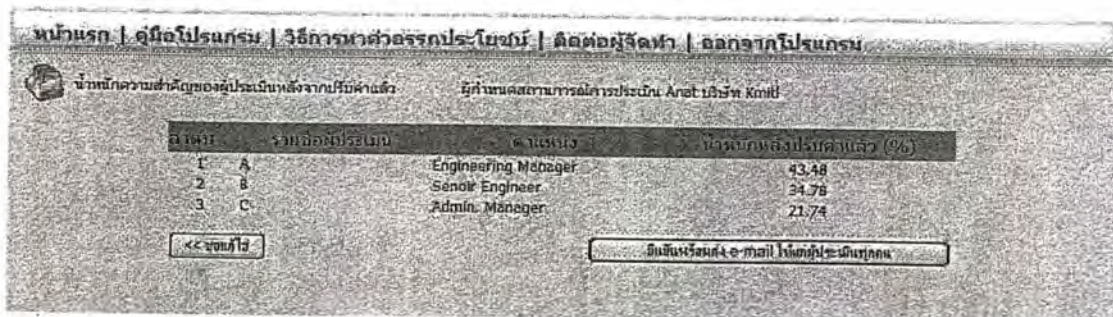 หน้าแรก | คู่มือโปรแกรม | วิธีการหาค่าอรรถประโยชน์ | ติดต่อผู้จัดทำ | ออกจากโปรแกรม
น้ำหนักความสำคัญของผู้ประเมินหลังจากปรับค่าแล้ว ผู้กำหนดสถานการณ์การประเมิน Anat บริษัท Kmitl
ลำดับ รายชื่อผู้ประเมิน ตำแหน่ง น้ำหนักหลังปรับค่าแล้ว (%)
1 A Engineering Manager 43.48
2 B Senoir Engineer 34.78
3 C Admin. Manager 21.74
<< ขอแก้ไข ยืนยันพร้อมส่ง e-mail ให้แก่ผู้ประเมินทุกคน